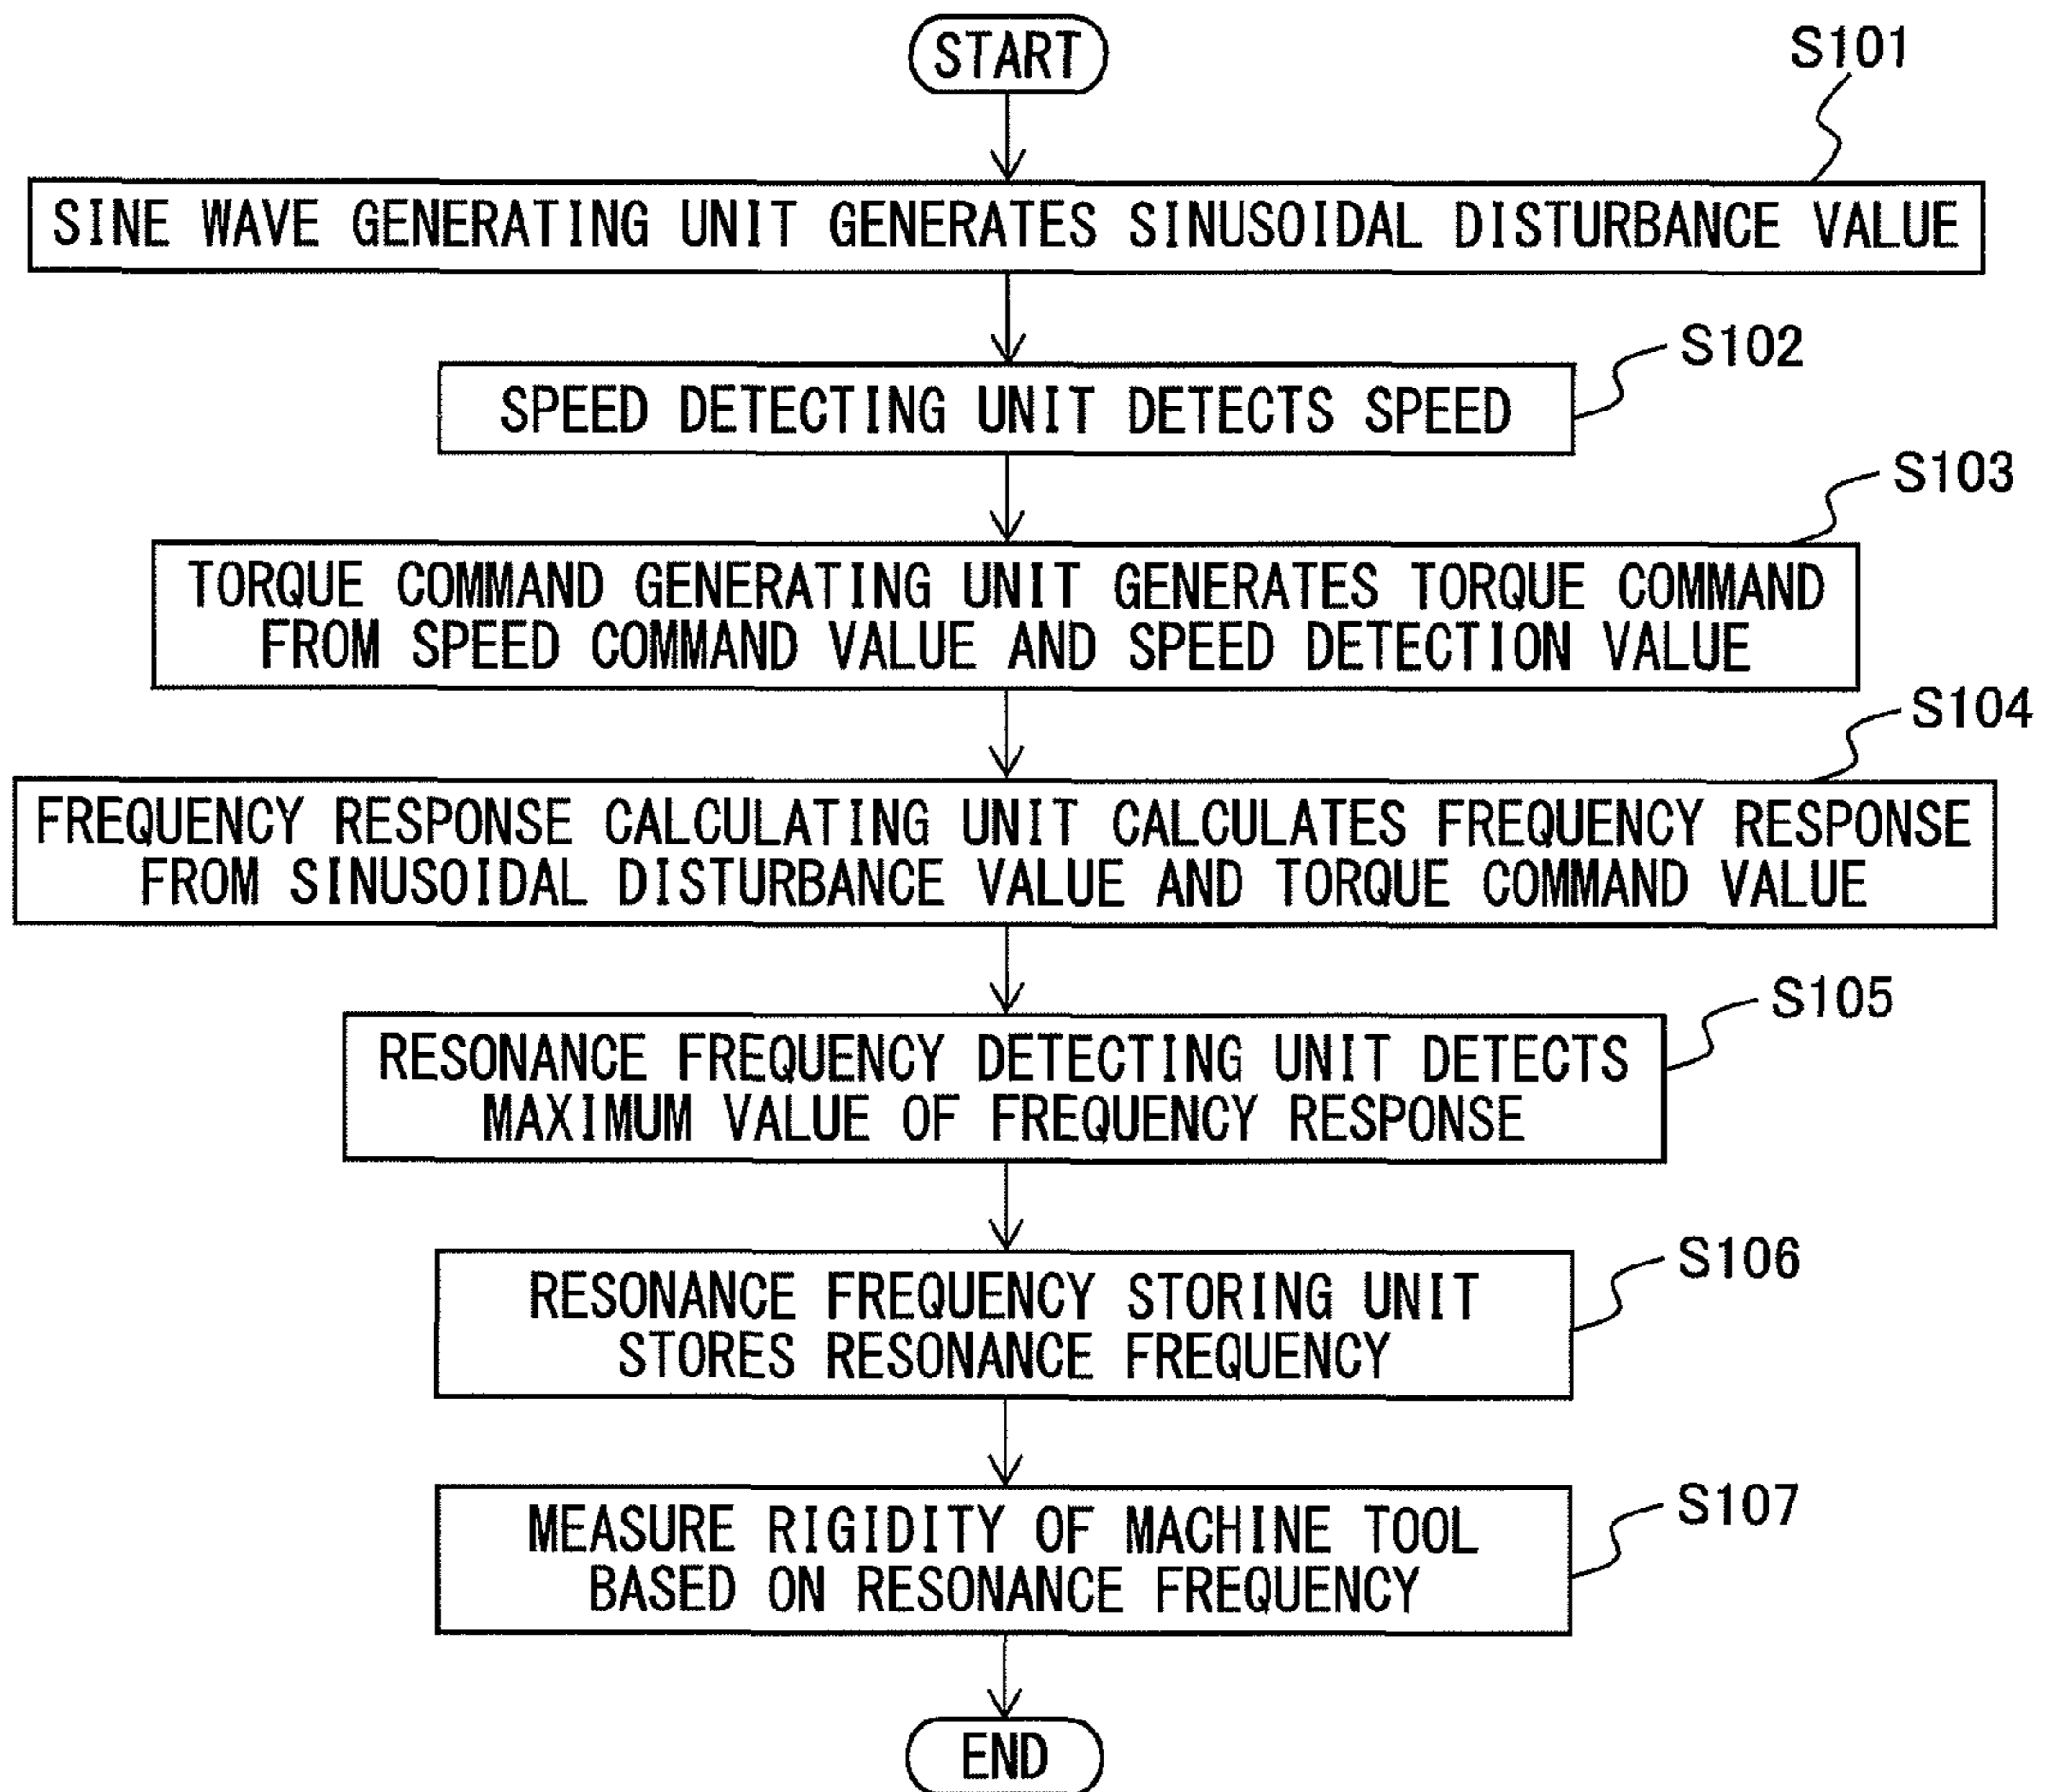 START
S101
SINE WAVE GENERATING UNIT GENERATES SINUSOIDAL DISTURBANCE VALUE
S102
SPEED DETECTING UNIT DETECTS SPEED
S103
TORQUE COMMAND GENERATING UNIT GENERATES TORQUE COMMAND
FROM SPEED COMMAND VALUE AND SPEED DETECTION VALUE
S104
FREQUENCY RESPONSE CALCULATING UNIT CALCULATES FREQUENCY RESPONSE
FROM SINUSOIDAL DISTURBANCE VALUE AND TORQUE COMMAND VALUE
S105
RESONANCE FREQUENCY DETECTING UNIT DETECTS
MAXIMUM VALUE OF FREQUENCY RESPONSE
S106
RESONANCE FREQUENCY STORING UNIT
STORES RESONANCE FREQUENCY
S107
MEASURE RIGIDITY OF MACHINE TOOL
BASED ON RESONANCE FREQUENCY
END